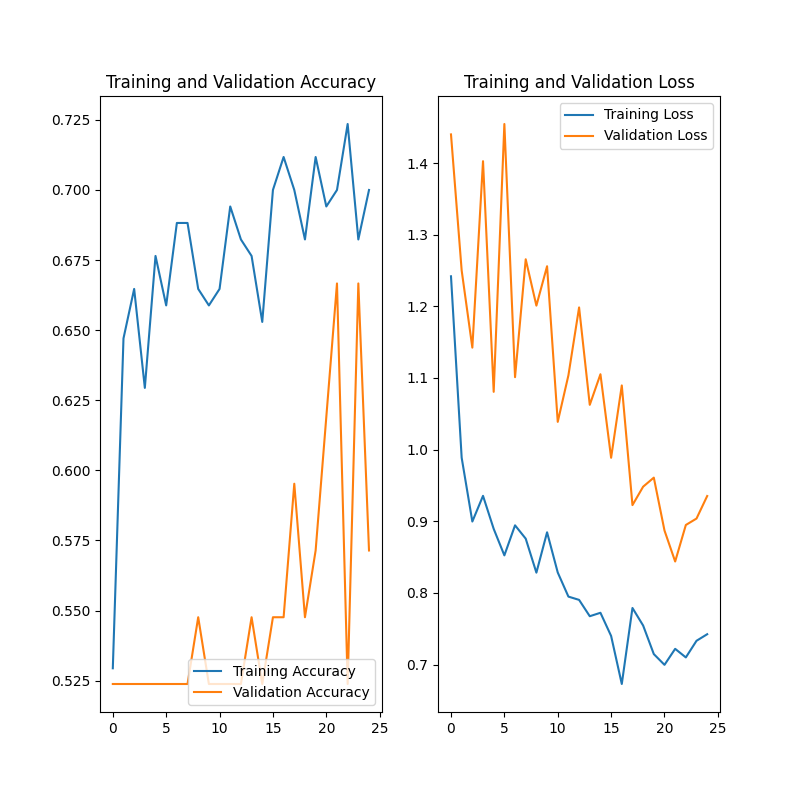 Training and Validation Accuracy
0.725
0.700
0.675
0.650
0.625
0.600
0.575
0.550
0.525
0 5 10 15 20 25
Training Accuracy
Validation Accuracy
Training and Validation Loss
1.4
1.3
1.2
1.1
1.0
0.9
0.8
0.7
0 5 10 15 20 25
Training Loss
Validation Loss